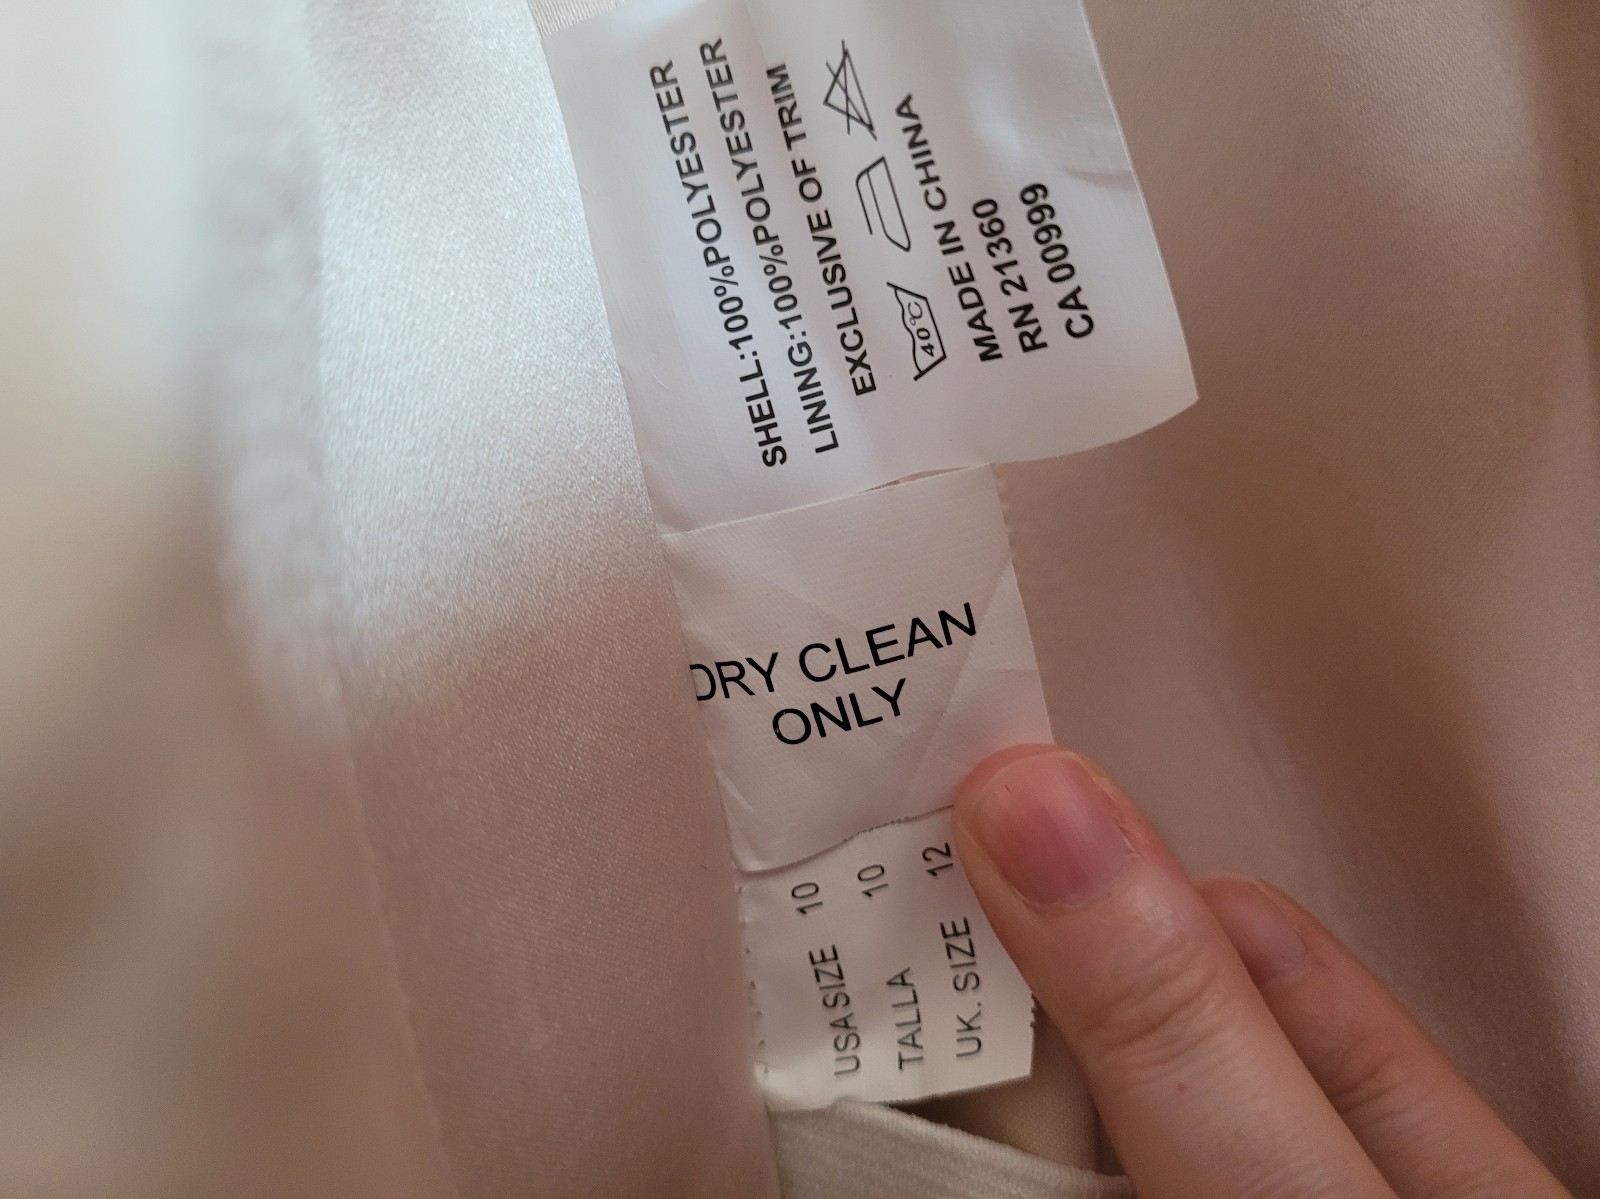 SHELL:100%POLYESTER
LINING:100%POLYESTER
EXCLUSIVE OF TRIM
40°C
MADE IN CHINA
RN 21360
CA 00999
DRY CLEAN
ONLY
USA SIZE 10
TALLA 10
UK. SIZE 12